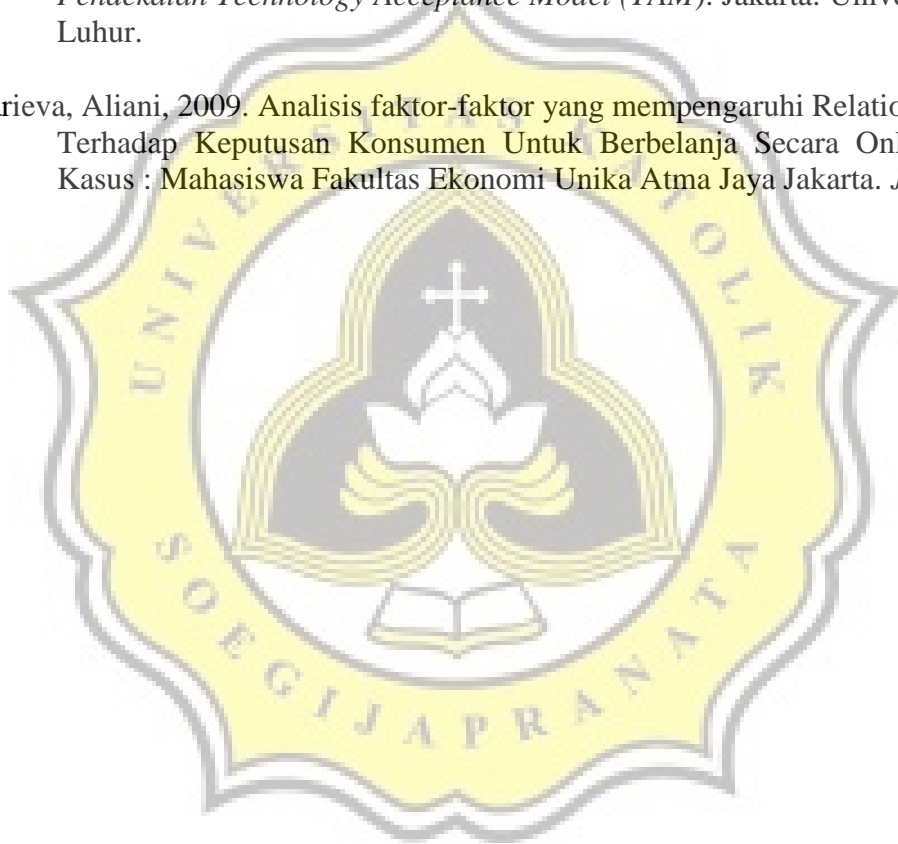 Pendekatan Technology Acceptance Model (TAM). Jakarta. Unive
Luhur.
rieva, Aliani, 2009. Analisis faktor-faktor yang mempengaruhi Relatio
Terhadap Keputusan Konsumen Untuk Berbelanja Secara Onl
Kasus : Mahasiswa Fakultas Ekonomi Unika Atma Jaya Jakarta. J
UNIVERSITAS KATOLIK
SOEGIJAPRANATA